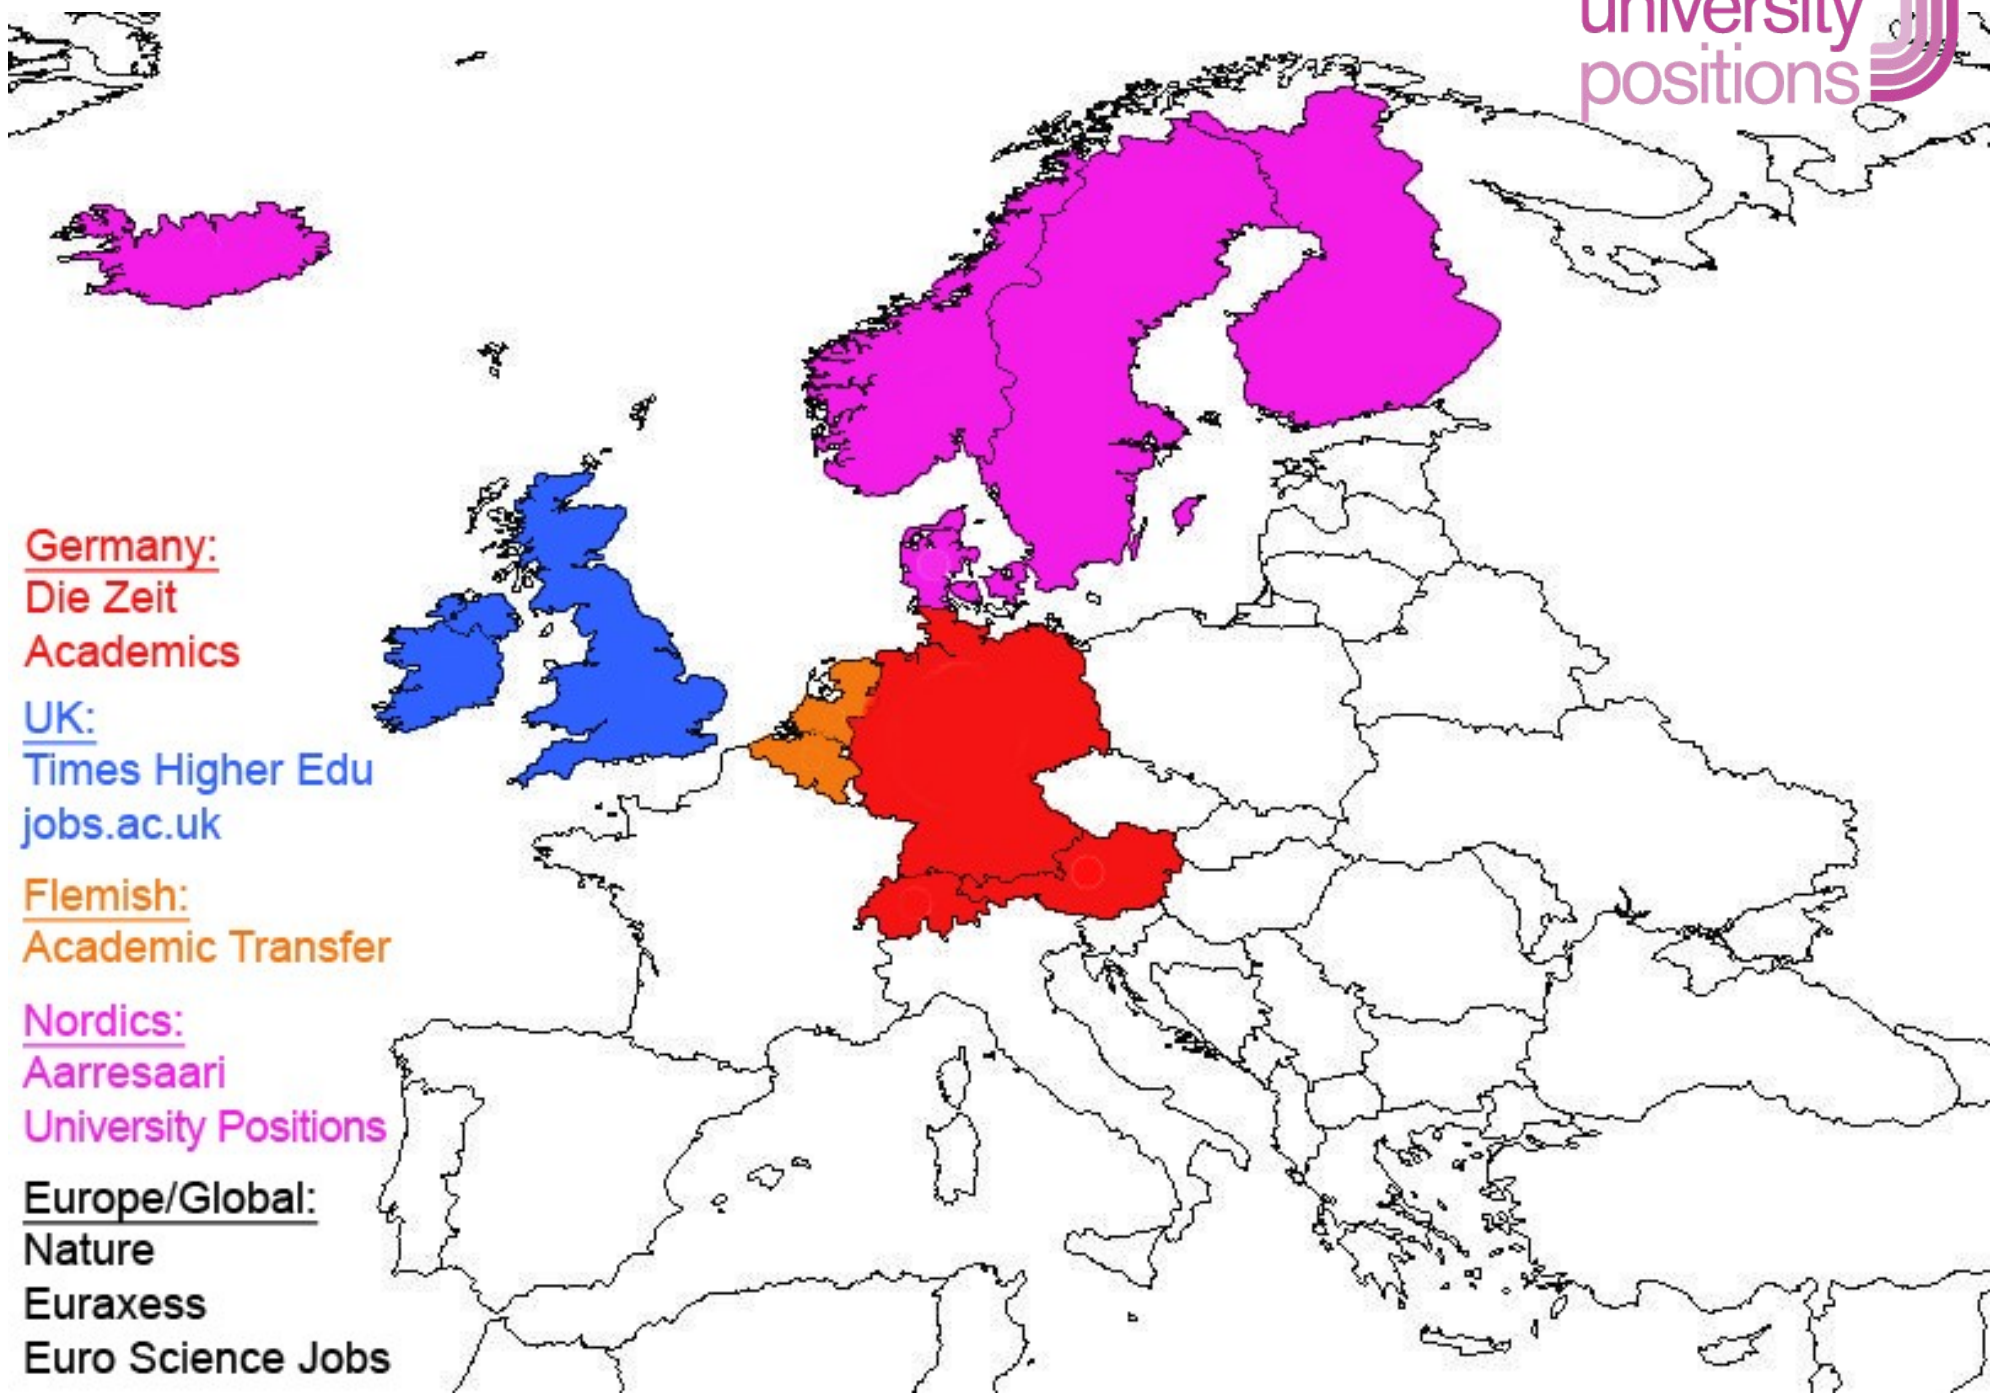 university
positions
Germany:
Die Zeit
Academics
UK:
Times Higher Edu
jobs.ac.uk
Flemish:
Academic Transfer
Nordics:
Aarresaari
University Positions
Europe/Global:
Nature
Euraxess
Euro Science Jobs